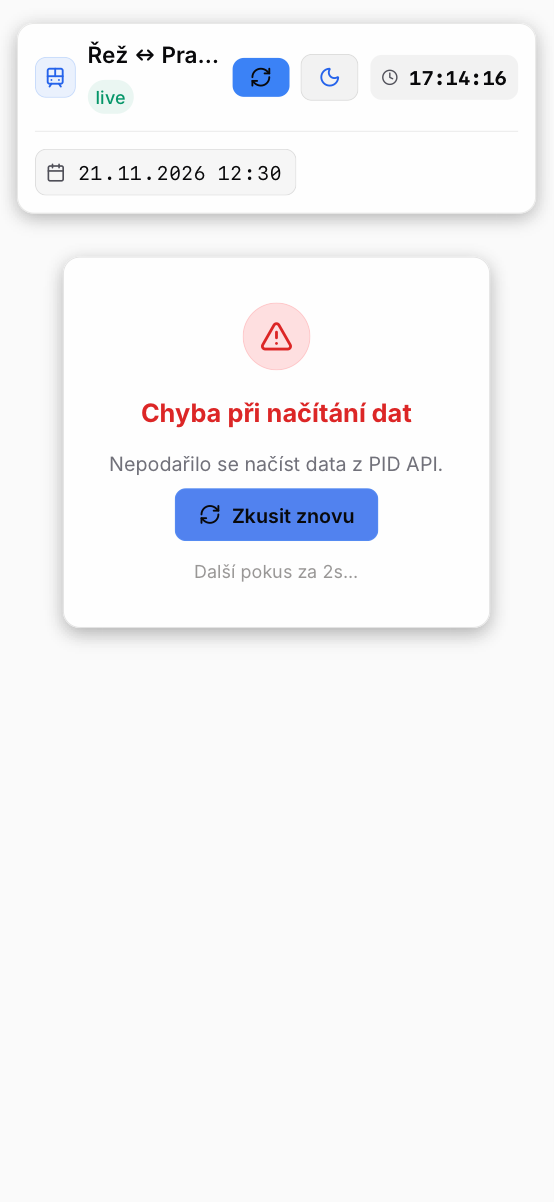 Řež ↔ Pra...
live
17:14:16
21.11.2026 12:30
Chyba při načítání dat
Nepodařilo se načíst data z PID API.
Zkusit znovu
Další pokus za 2s...